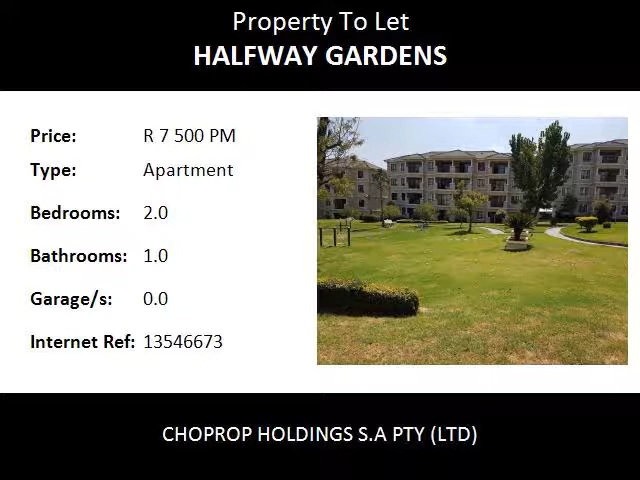 Property To Let
HALFWAY GARDENS
Price: R 7 500 PM
Type: Apartment
Bedrooms: 2.0
Bathrooms: 1.0
Garage/s: 0.0
Internet Ref: 13546673
CHOPROP HOLDINGS S.A PTY (LTD)